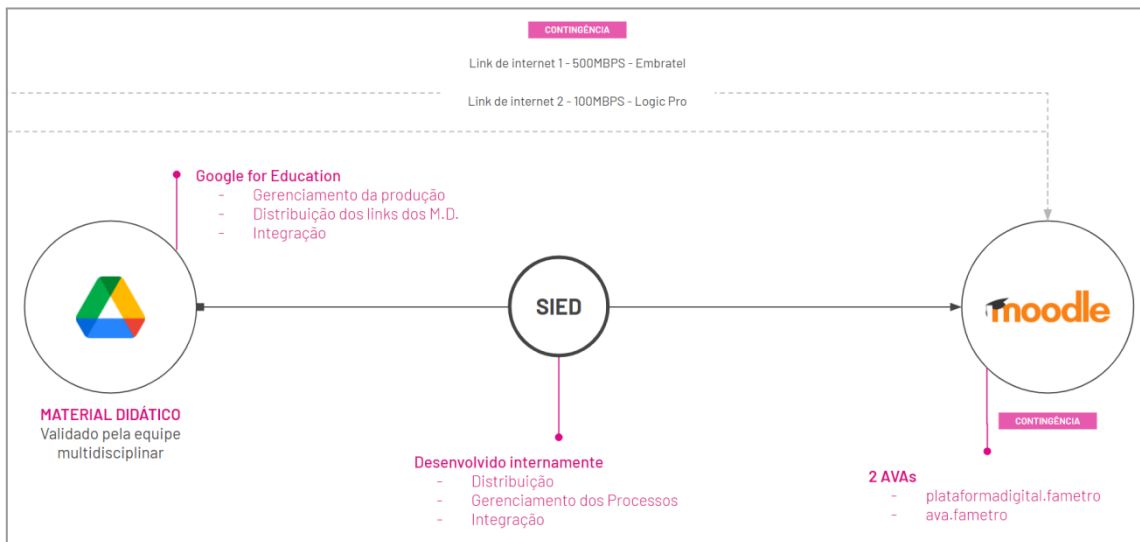 CONTINGÊNCIA
Link de internet 1 - 500MBPS - Embratel
Link de internet 2 - 100MBPS - Logic Pro
Google for Education
- Gerenciamento da produção
- Distribuição dos links dos M.D.
- Integração
SIED
moodle
MATERIAL DIDÁTICO
Validado pela equipe
multidisciplinar
Desenvolvido internamente
- Distribuição
- Gerenciamento dos Processos
- Integração
CONTINGÊNCIA
2 AVAs
- plataformadigital.fametro
- ava.fametro